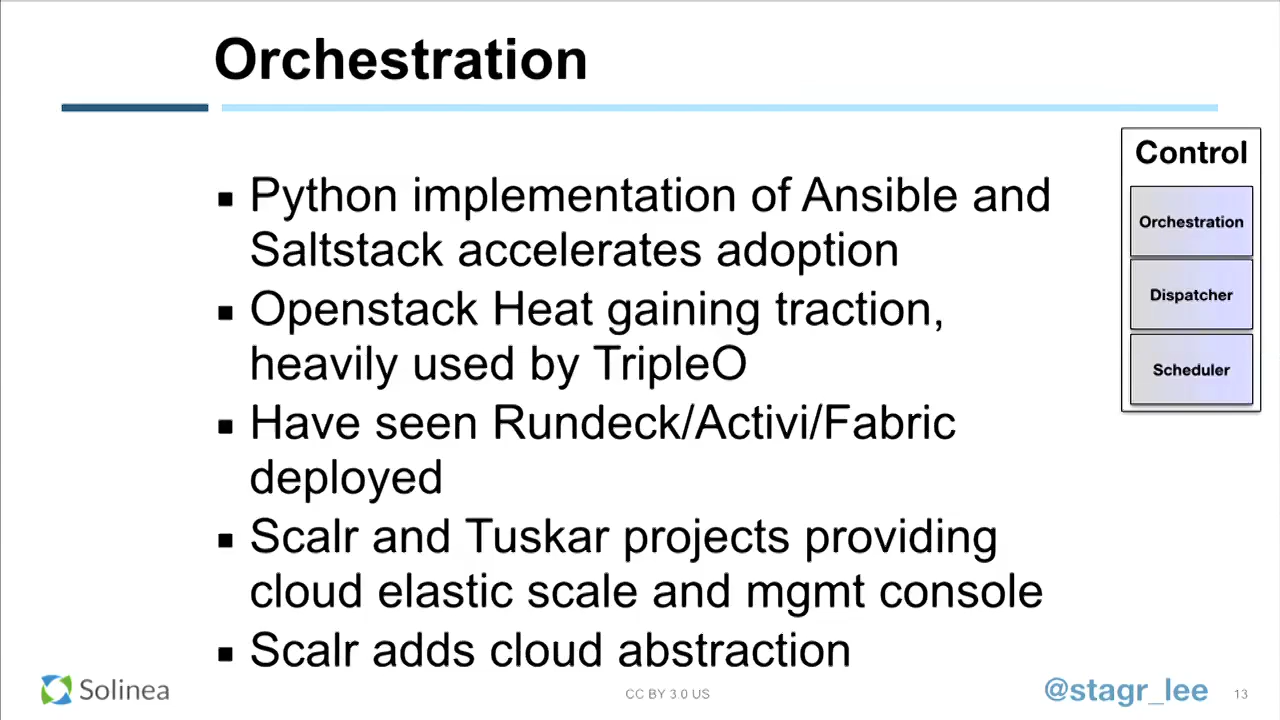 Orchestration
▪ Python implementation of Ansible and
Saltstack accelerates adoption
▪ Openstack Heat gaining traction,
heavily used by TripleO
▪ Have seen Rundeck/Activi/Fabric
deployed
▪ Scalr and Tuskar projects providing
cloud elastic scale and mgmt console
▪ Scalr adds cloud abstraction
Control
Orchestration
Dispatcher
Scheduler
Solinea
CC BY 3.0 US
@stagr_lee
13